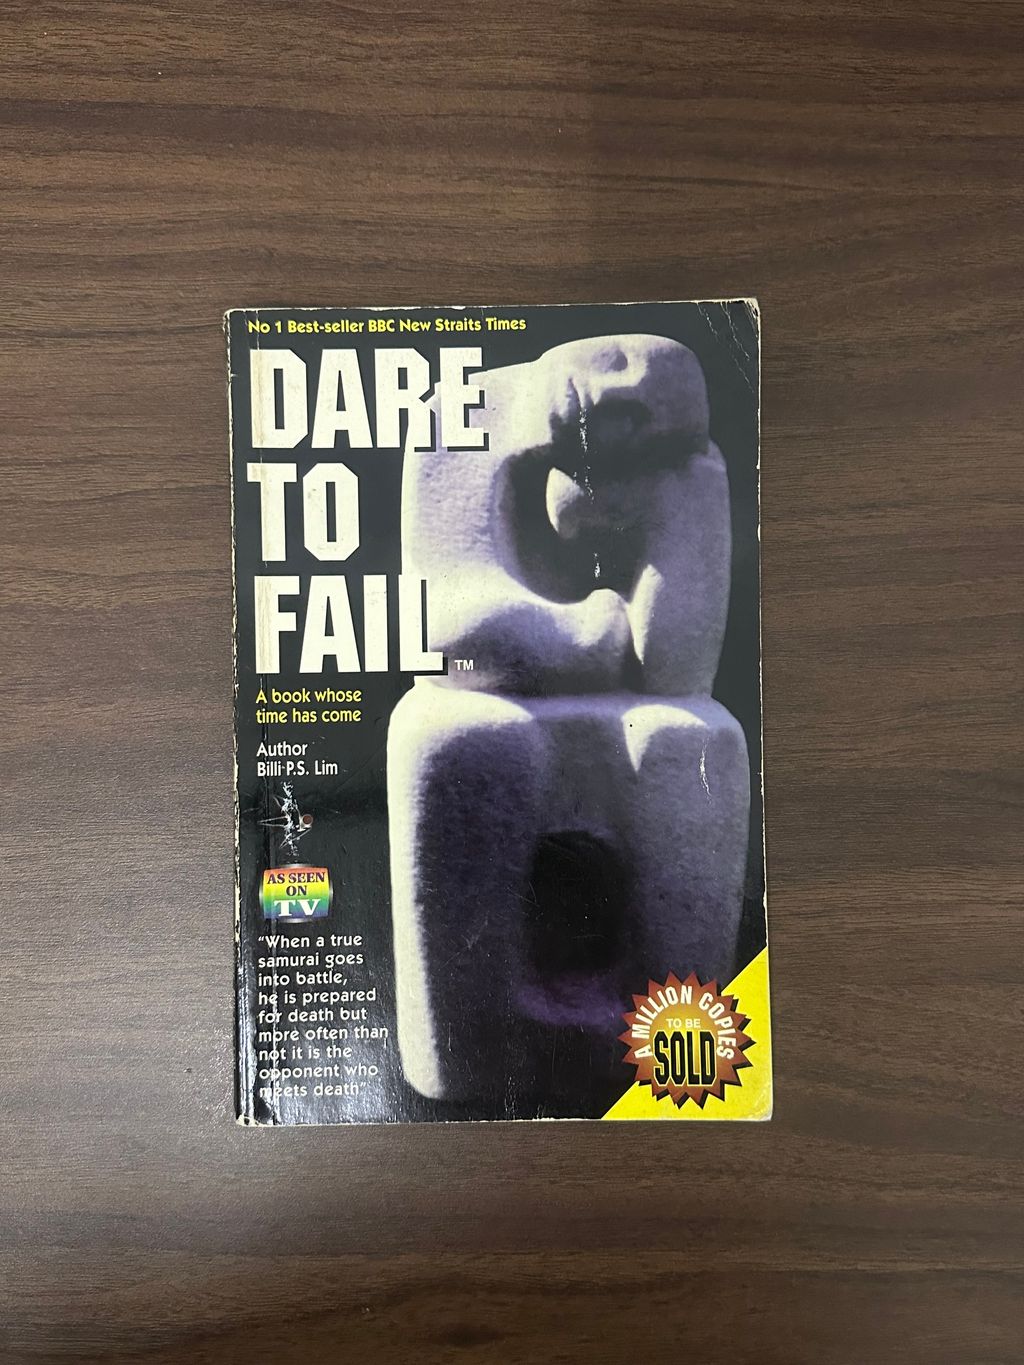 No 1 Best-seller BBC New Straits Times
DARE
TO
FAIL
TM
A book whose
time has come
Author
Billi P.S. Lim
AS SEEN
ON
TV
"When a true
samurai goes
into battle,
he is prepared
for death but
more often than
not it is the
opponent who
meets death"
A MILLION COPIES
TO BE
SOLD